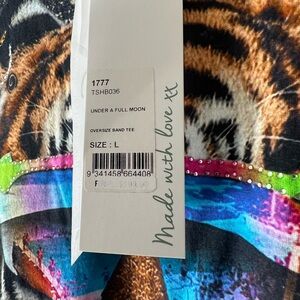 1777
TSHB036
UNDER A FULL MOON
OVERSIZE BAND TEE
SIZE : L
9 341458 664408
Made with love xx